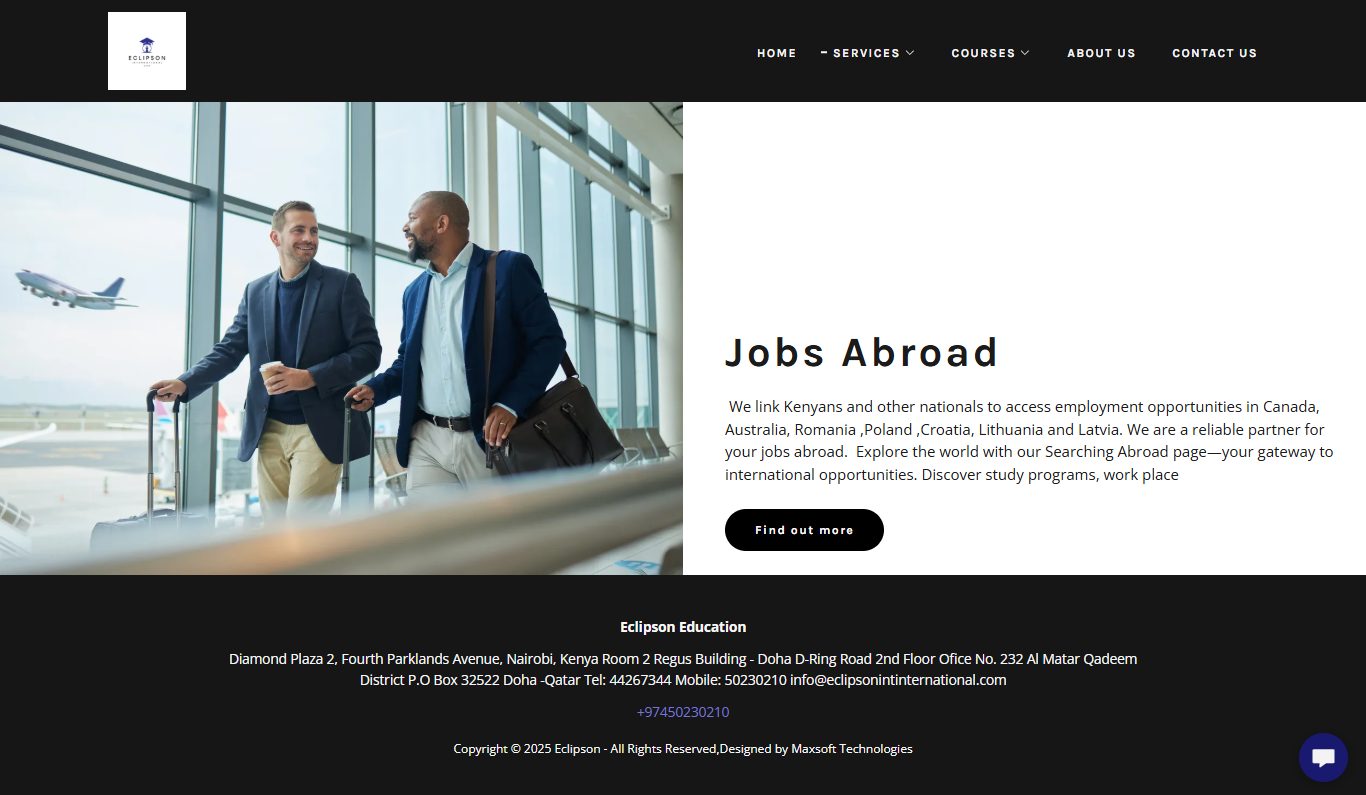 ECLIPSON
HOME
SERVICES
COURSES
ABOUT US
CONTACT US
Jobs Abroad
We link Kenyans and other nationals to access employment opportunities in Canada,
Australia, Romania ,Poland ,Croatia, Lithuania and Latvia. We are a reliable partner for
your jobs abroad.  Explore the world with our Searching Abroad page—your gateway to
international opportunities. Discover study programs, work place
Find out more
Eclipson Education
Diamond Plaza 2, Fourth Parklands Avenue, Nairobi, Kenya Room 2 Regus Building - Doha D-Ring Road 2nd Floor Ofice No. 232 Al Matar Qadeem
District P.O Box 32522 Doha -Qatar Tel: 44267344 Mobile: 50230210 info@eclipsonintinternational.com
+97450230210
Copyright © 2025 Eclipson - All Rights Reserved,Designed by Maxsoft Technologies